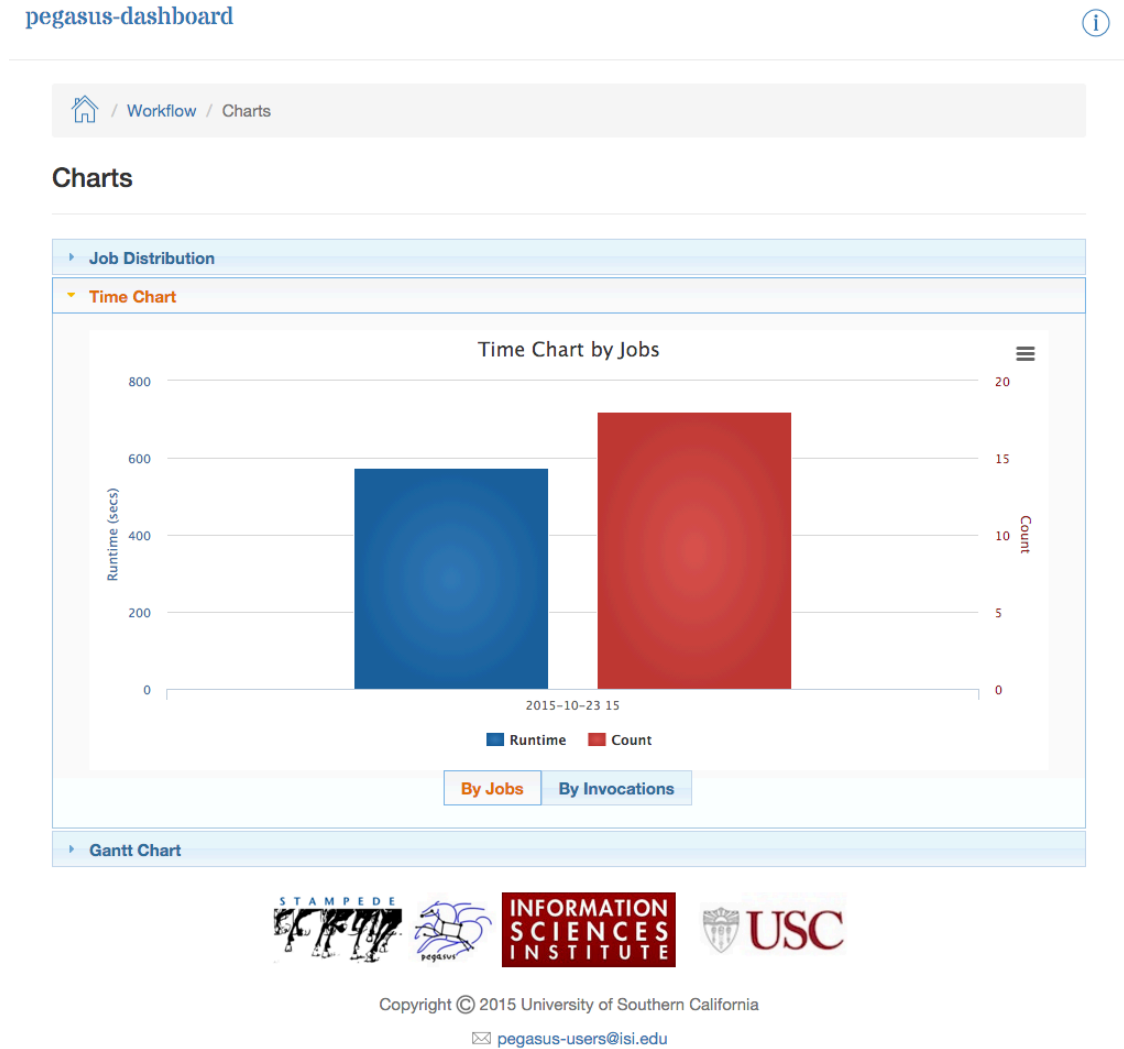 pegasus-dashboard
i
/ Workflow / Charts
Charts
Job Distribution
Time Chart
Time Chart by Jobs
800 20
600 15
400 10
200 5
0 0
Runtime (secs)
Count
2015-10-23 15
Runtime Count
By Jobs By Invocations
Gantt Chart
STAMPEDE
pegasus
INFORMATION
SCIENCES
INSTITUTE
USC
Copyright © 2015 University of Southern California
pegasus-users@isi.edu